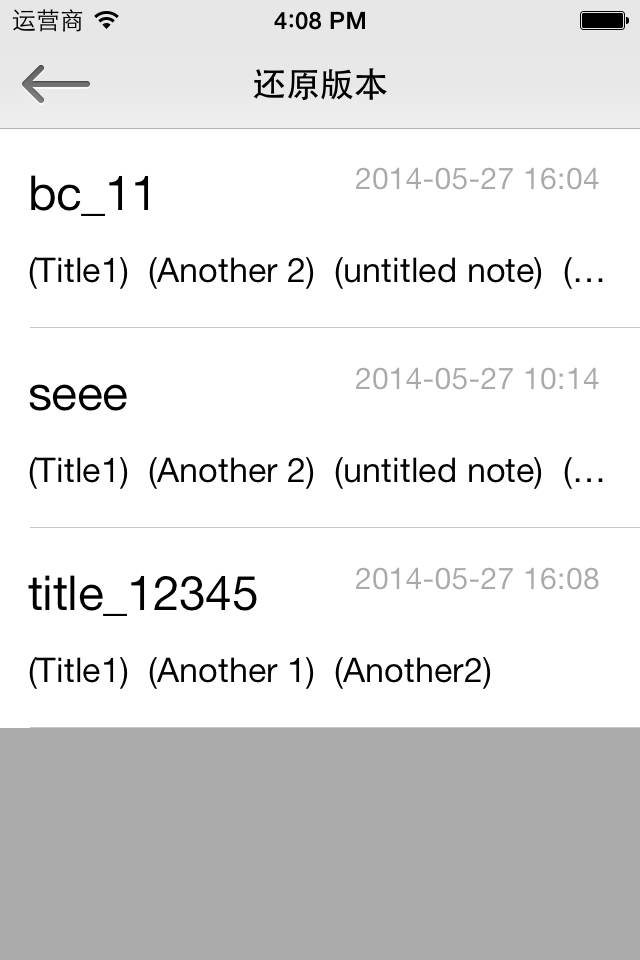 运营商 4:08 PM
还原版本
bc_11 2014-05-27 16:04
(Title1) (Another 2) (untitled note) (...
seee 2014-05-27 10:14
(Title1) (Another 2) (untitled note) (...
title_12345 2014-05-27 16:08
(Title1) (Another 1) (Another2)